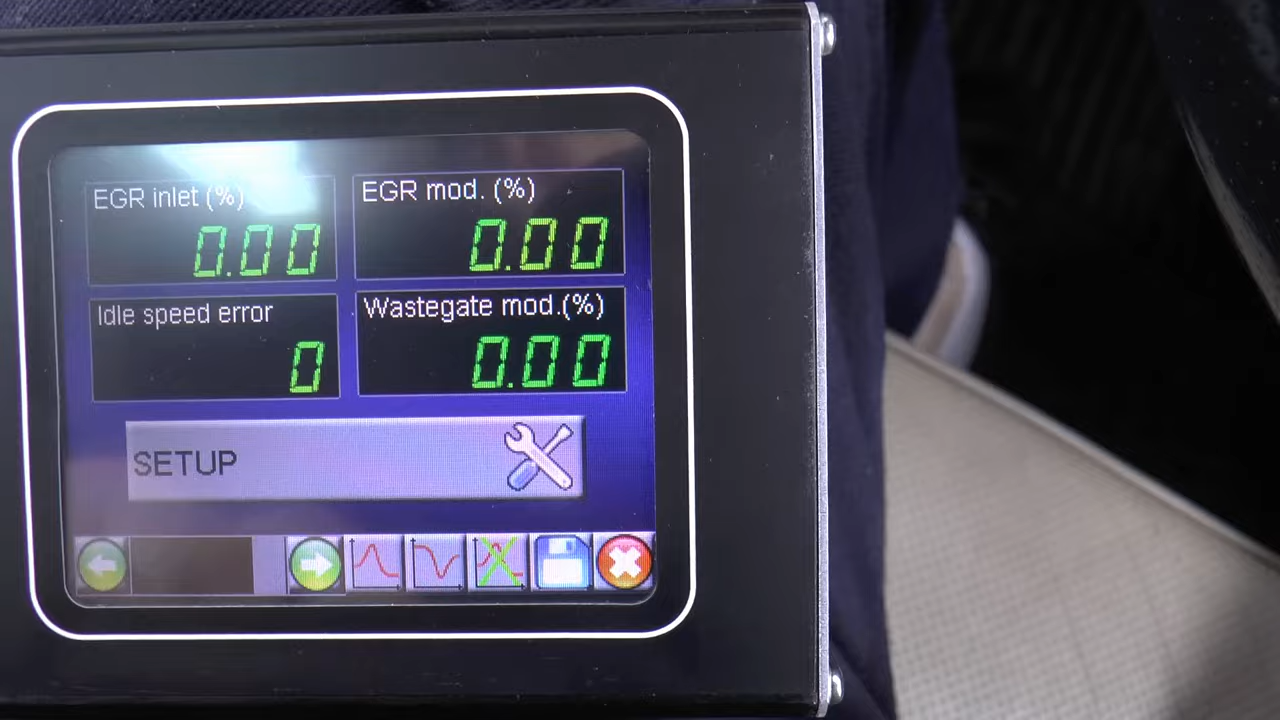 EGR inlet (%)
0.00
EGR mod. (%)
0.00
Idle speed error
0
Wastegate mod.(%)
0.00
SETUP